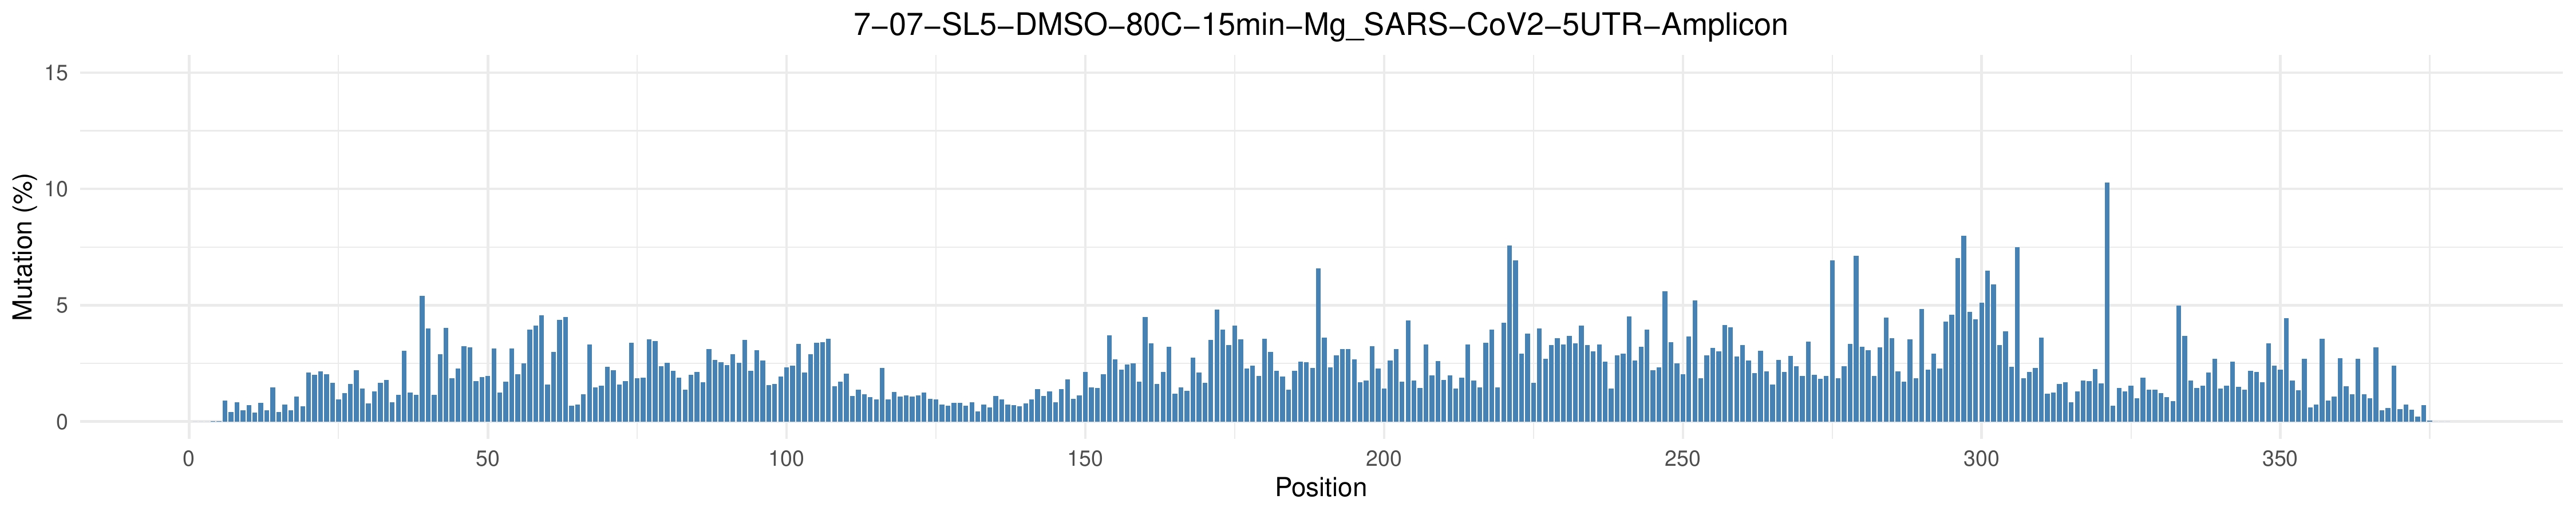 7−07−SL5−DMSO−80C−15min−Mg_SARS−CoV2−5UTR−Amplicon
Mutation (%)
15
10
5
0
0 50 100 150 200 250 300 350
Position